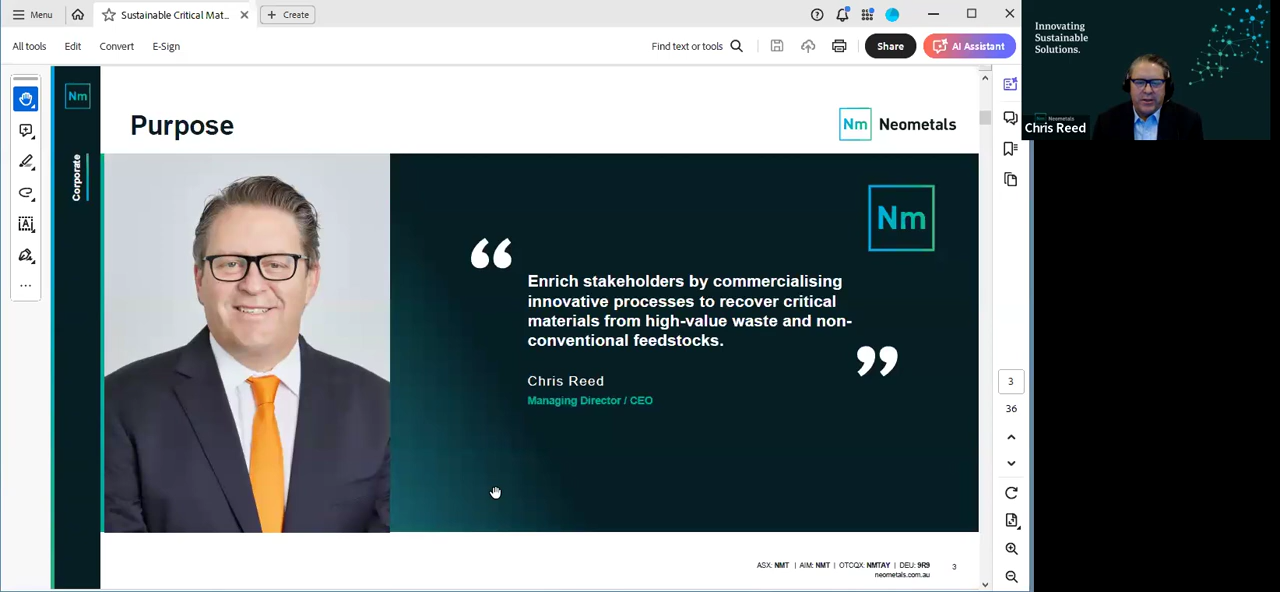 Menu
Sustainable Critical Mat...
Create
All tools
Edit
Convert
E-Sign
Find text or tools
Share
AI Assistant
Nm
Corporate
Purpose
Nm Neometals
Nm
“
Enrich stakeholders by commercialising
innovative processes to recover critical
materials from high-value waste and non-
conventional feedstocks.
”
Chris Reed
Managing Director / CEO
ASX: NMT | AIM: NMT | OTCQX: NMTAY | DEU: 9R9
neometals.com.au
3
3
36
Innovating
Sustainable
Solutions.
Neometals
Chris Reed